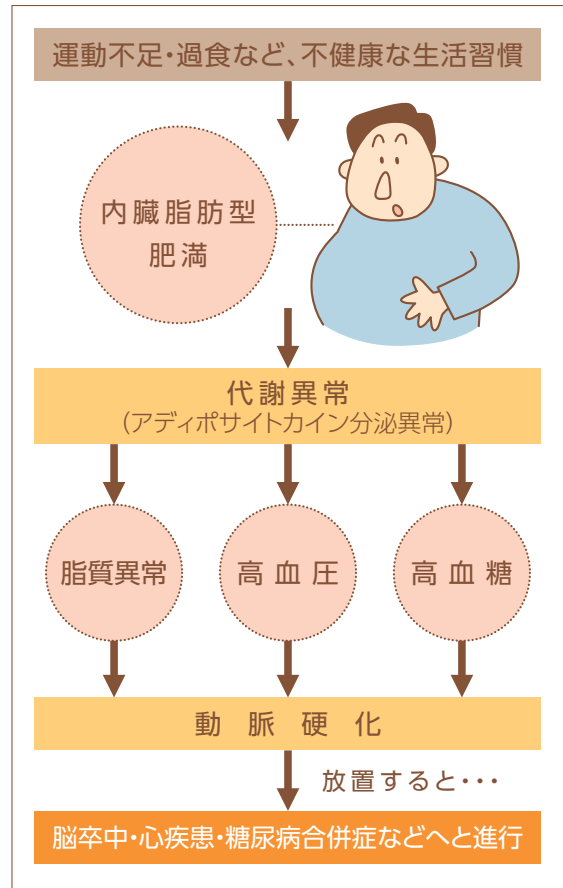 運動不足・過食など、不健康な生活習慣
内臓脂肪型
肥満
代謝異常
(アディポサイトカイン分泌異常)
脂質異常
高血圧
高血糖
動脈硬化
放置すると・・・
脳卒中・心疾患・糖尿病合併症などへと進行